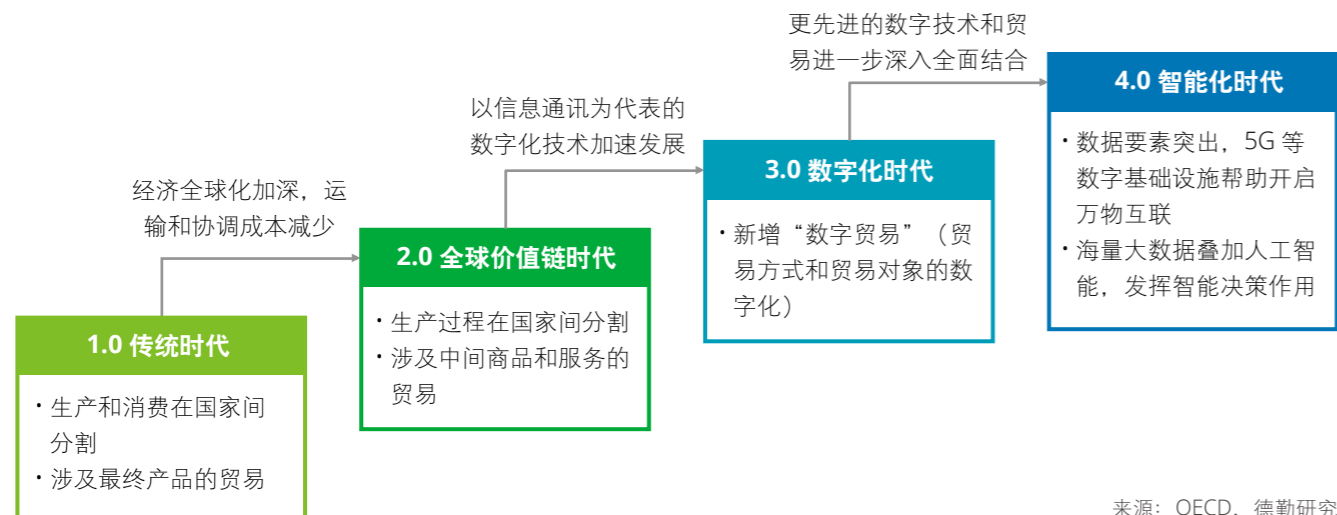 1.0 传统时代
• 生产和消费在国家间
分割
• 涉及最终产品的贸易
经济全球化加深，运
输和协调成本减少
2.0 全球价值链时代
• 生产过程在国家间分割
• 涉及中间商品和服务的
贸易
以信息通讯为代表的
数字化技术加速发展
3.0 数字化时代
• 新增“数字贸易”（贸
易方式和贸易对象的数
字化）
更先进的数字技术和贸
易进一步深入全面结合
4.0 智能化时代
• 数据要素突出，5G 等
数字基础设施帮助开启
万物互联
• 海量大数据叠加人工智
能，发挥智能决策作用
来源：OECD，德勤研究